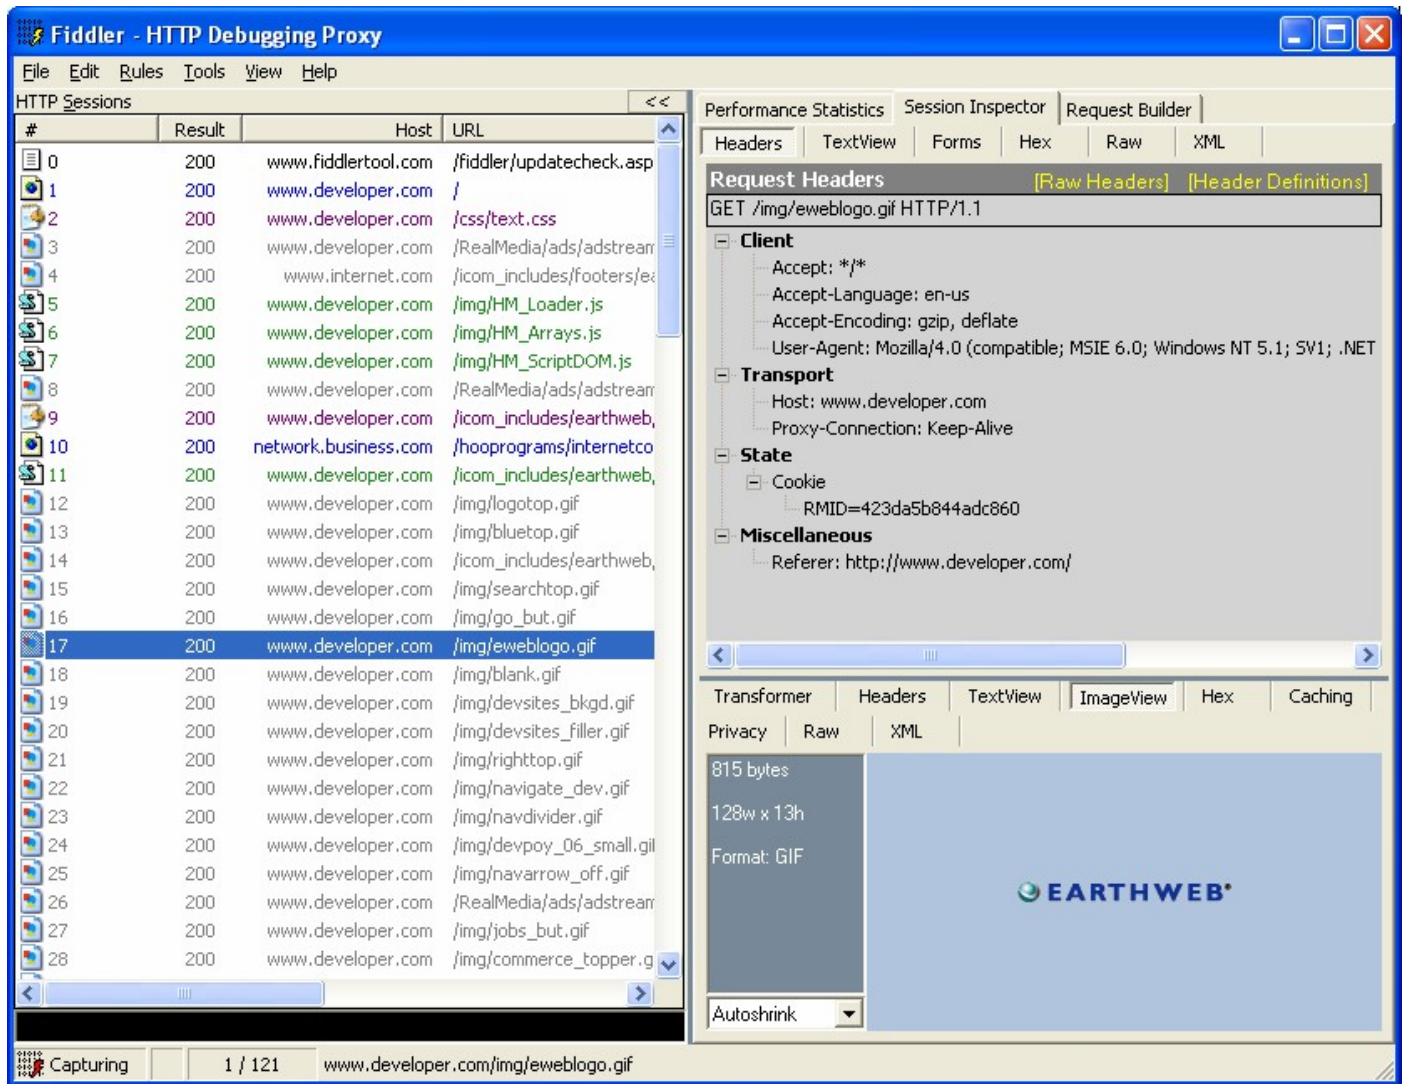 Fiddler - HTTP Debugging Proxy
File Edit Rules Tools View Help
HTTP Sessions <<
# Result Host URL
0 200 www.fiddlertool.com /fiddler/updatecheck.asp
1 200 www.developer.com /
2 200 www.developer.com /css/text.css
3 200 www.developer.com /RealMedia/ads/adstream
4 200 www.internet.com /icom_includes/footers/ea
5 200 www.developer.com /img/HM_Loader.js
6 200 www.developer.com /img/HM_Arrays.js
7 200 www.developer.com /img/HM_ScriptDOM.js
8 200 www.developer.com /RealMedia/ads/adstream
9 200 www.developer.com /icom_includes/earthweb,
10 200 network.business.com /hooprograms/internetco
11 200 www.developer.com /icom_includes/earthweb,
12 200 www.developer.com /img/logotop.gif
13 200 www.developer.com /img/bluetop.gif
14 200 www.developer.com /icom_includes/earthweb,
15 200 www.developer.com /img/searchtop.gif
16 200 www.developer.com /img/go_but.gif
17 200 www.developer.com /img/eweblogo.gif
18 200 www.developer.com /img/blank.gif
19 200 www.developer.com /img/devsites_bkgd.gif
20 200 www.developer.com /img/devsites_filler.gif
21 200 www.developer.com /img/righttop.gif
22 200 www.developer.com /img/navigate_dev.gif
23 200 www.developer.com /img/navdivider.gif
24 200 www.developer.com /img/devpoy_06_small.gif
25 200 www.developer.com /img/navarrow_off.gif
26 200 www.developer.com /RealMedia/ads/adstream
27 200 www.developer.com /img/jobs_but.gif
28 200 www.developer.com /img/commerce_topper.g
Performance Statistics Session Inspector Request Builder
Headers TextView Forms Hex Raw XML
Request Headers [Raw Headers] [Header Definitions]
GET /img/eweblogo.gif HTTP/1.1
Client
Accept: */*
Accept-Language: en-us
Accept-Encoding: gzip, deflate
User-Agent: Mozilla/4.0 (compatible; MSIE 6.0; Windows NT 5.1; SV1; .NET
Transport
Host: www.developer.com
Proxy-Connection: Keep-Alive
State
Cookie
RMID=423da5b844adc860
Miscellaneous
Referer: http://www.developer.com/
Transformer Headers TextView ImageView Hex Caching
Privacy Raw XML
815 bytes
128w x 13h
Format: GIF
EARTHWEB
Autoshrink
Capturing 1 / 121 www.developer.com/img/eweblogo.gif